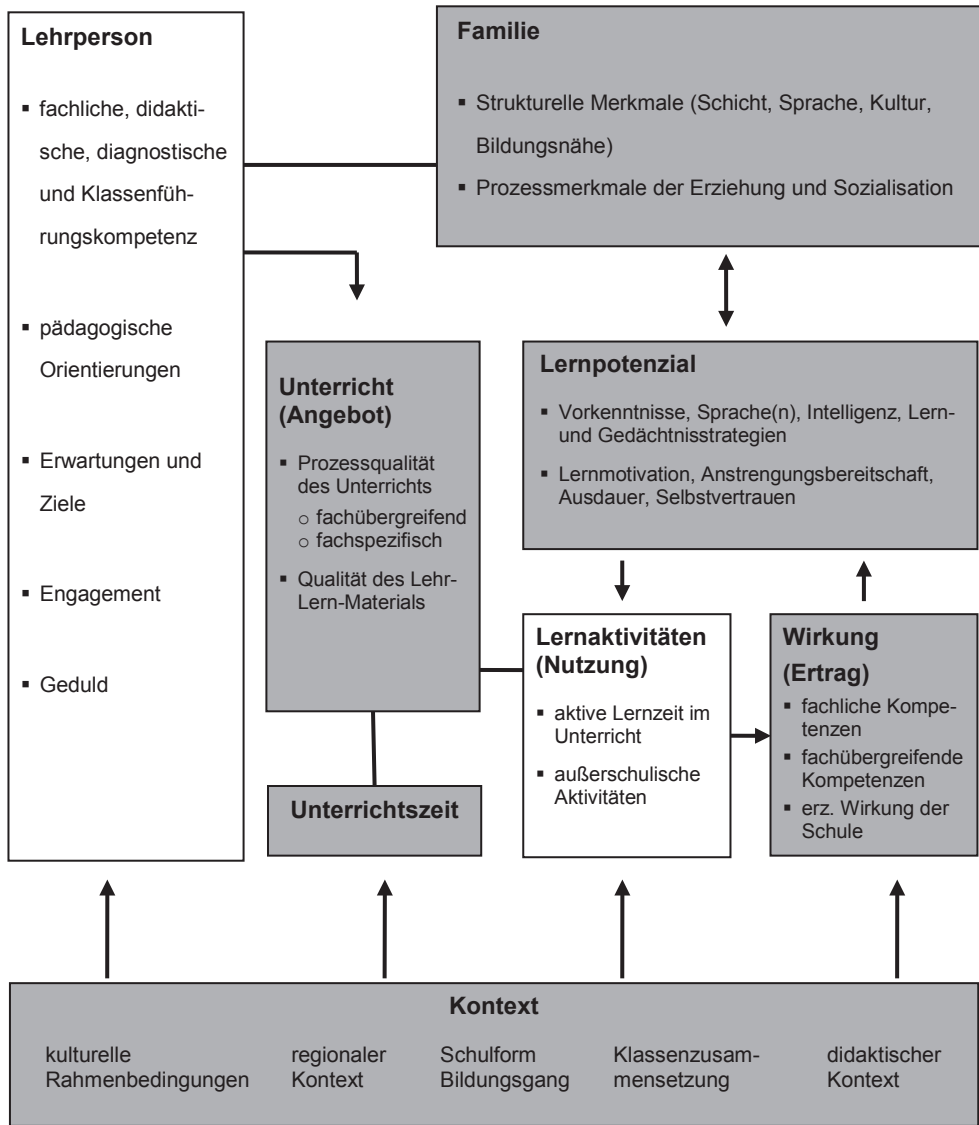 Lehrperson
▪ fachliche, didakti-
sche, diagnostische
und Klassenfüh-
rungskompetenz
▪ pädagogische
Orientierungen
▪ Erwartungen und
Ziele
▪ Engagement
▪ Geduld
Familie
▪ Strukturelle Merkmale (Schicht, Sprache, Kultur,
Bildungsnähe)
▪ Prozessmerkmale der Erziehung und Sozialisation
Unterricht
(Angebot)
▪ Prozessqualität
des Unterrichts
○ fachübergreifend
○ fachspezifisch
▪ Qualität des Lehr-
Lern-Materials
Lernpotenzial
▪ Vorkenntnisse, Sprache(n), Intelligenz, Lern-
und Gedächtnisstrategien
▪ Lernmotivation, Anstrengungsbereitschaft,
Ausdauer, Selbstvertrauen
Unterrichtszeit
Lernaktivitäten
(Nutzung)
▪ aktive Lernzeit im
Unterricht
▪ außerschulische
Aktivitäten
Wirkung
(Ertrag)
▪ fachliche Kompe-
tenzen
▪ fachübergreifende
Kompetenzen
▪ erz. Wirkung der
Schule
Kontext
kulturelle
Rahmenbedingungen
regionaler
Kontext
Schulform
Bildungsgang
Klassenzusam-
mensetzung
didaktischer
Kontext